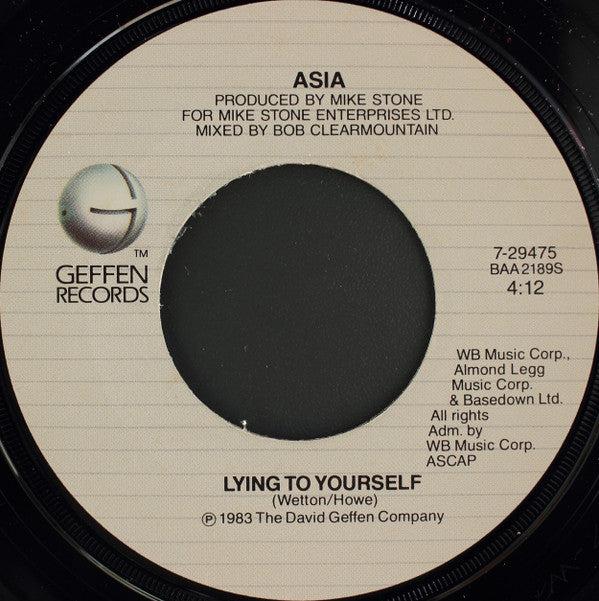 ASIA
PRODUCED BY MIKE STONE
FOR MIKE STONE ENTERPRISES LTD.
MIXED BY BOB CLEARMOUNTAIN
TM
GEFFEN
RECORDS
7-29475
BAA2189S
4:12
WB Music Corp.,
Almond Legg
Music Corp.
& Basedown Ltd.
All rights
Adm. by
WB Music Corp.
ASCAP
LYING TO YOURSELF
(Wetton/Howe)
℗ 1983 The David Geffen Company